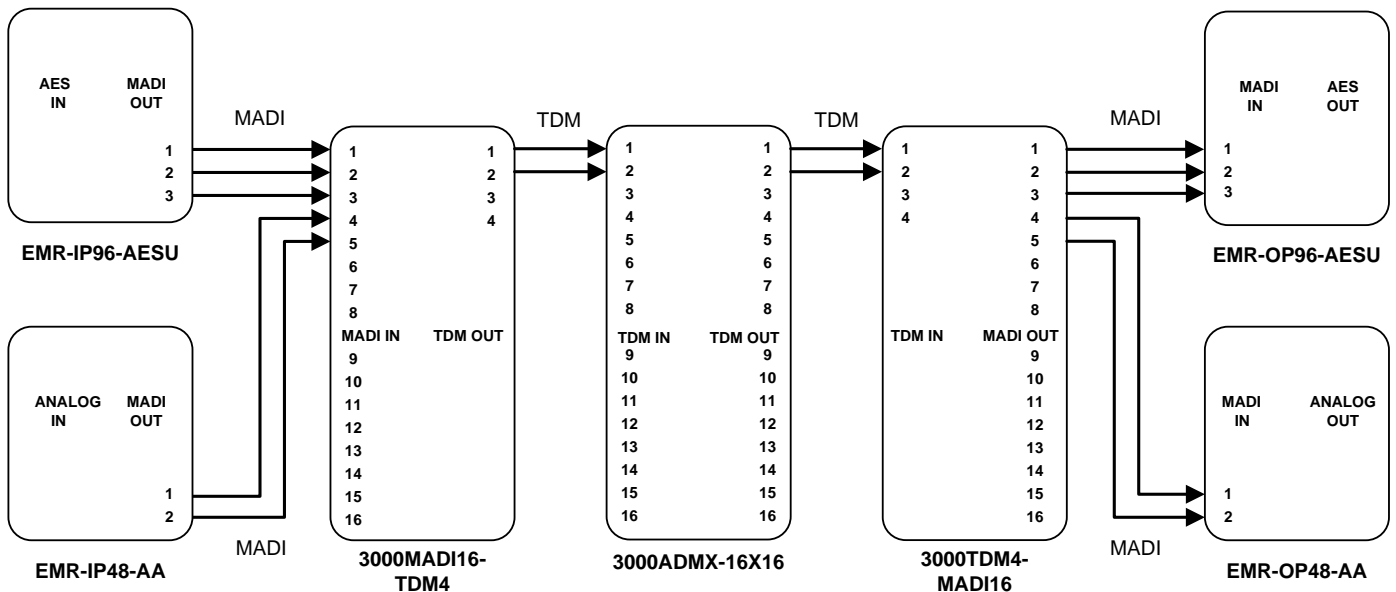 AES
IN
MADI
OUT
1
2
3
EMR-IP96-AESU
ANALOG
IN
MADI
OUT
1
2
EMR-IP48-AA
MADI
MADI
1
2
3
4
5
6
7
8
MADI IN
9
10
11
12
13
14
15
16
1
2
3
4
TDM OUT
3000MADI16-
TDM4
TDM
1
2
3
4
5
6
7
8
TDM IN
9
10
11
12
13
14
15
16
1
2
3
4
5
6
7
8
TDM OUT
9
10
11
12
13
14
15
16
3000ADMX-16X16
TDM
1
2
3
4
TDM IN
1
2
3
4
5
6
7
8
MADI OUT
9
10
11
12
13
14
15
16
3000TDM4-
MADI16
MADI
MADI
MADI
IN
AES
OUT
1
2
3
EMR-OP96-AESU
MADI
IN
ANALOG
OUT
1
2
EMR-OP48-AA